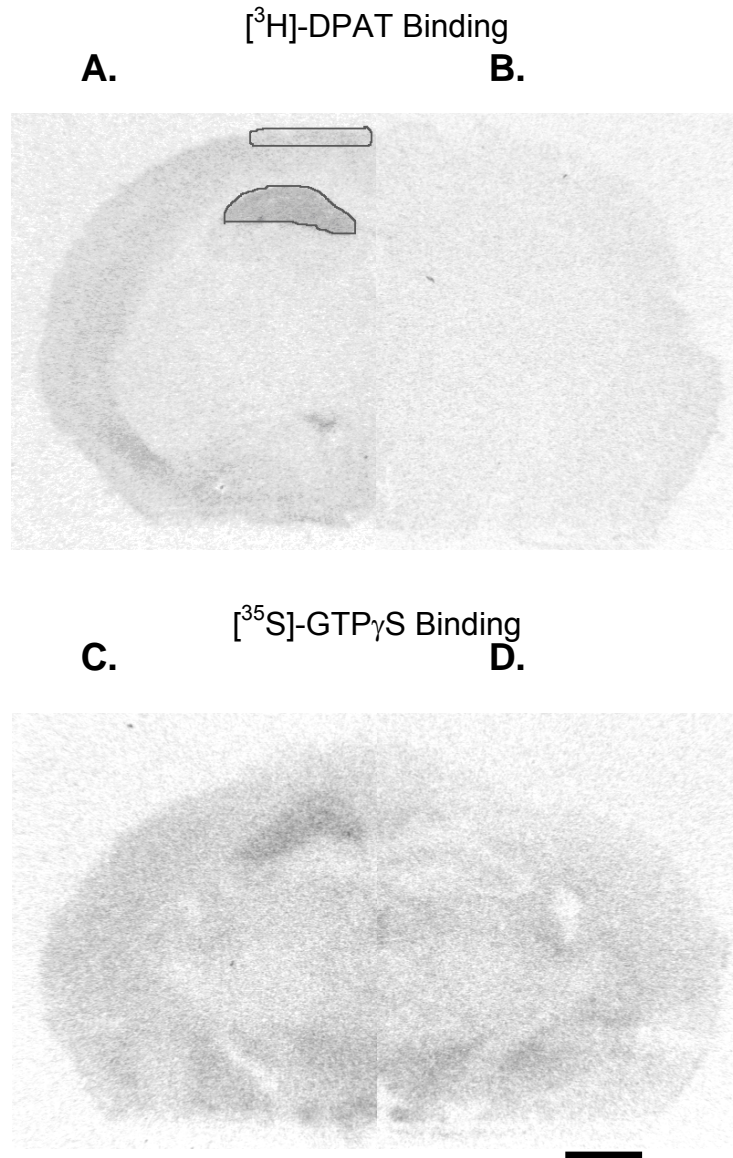 [³H]-DPAT Binding
A. B.
[³⁵S]-GTPγS Binding
C. D.